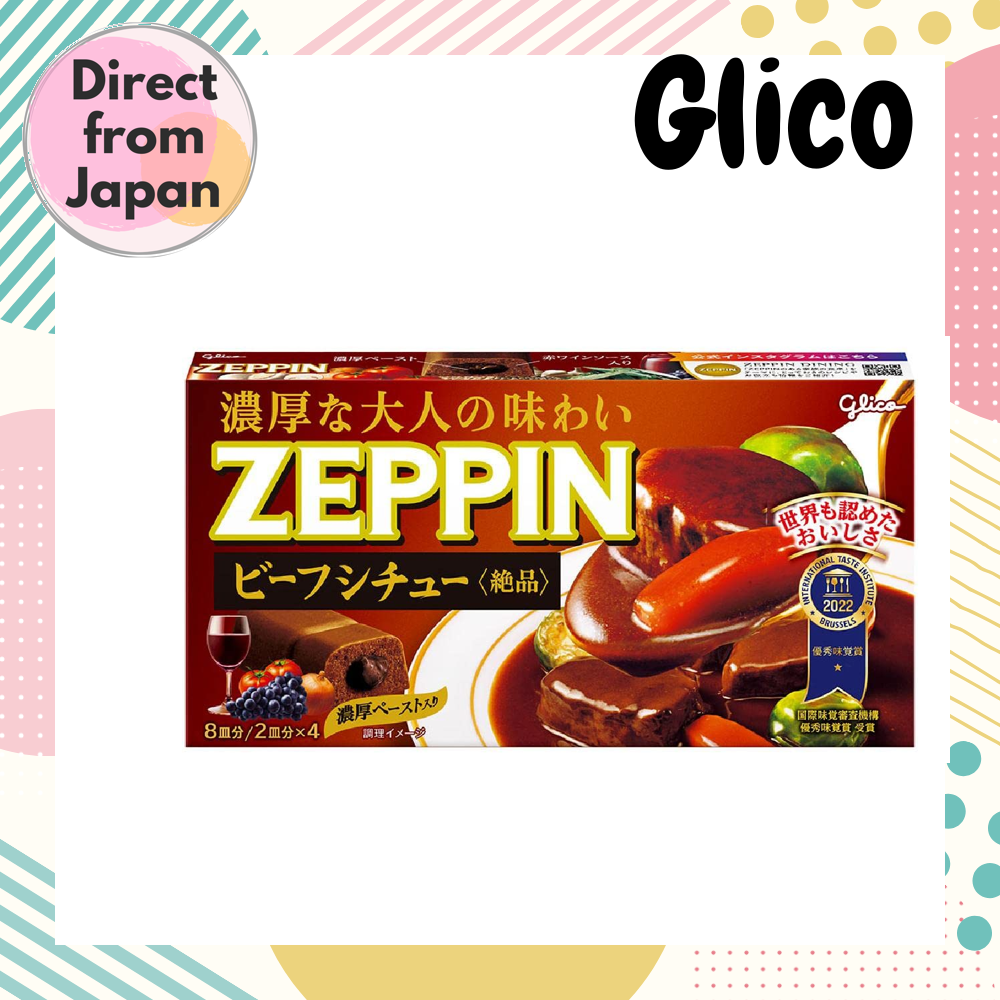 Direct
from
Japan
Glico
Glico
ZEPPIN
濃厚ペースト
赤ワインソース
入り
公式インスタグラムはこちら
ZEPPIN
ZEPPIN DINING
Glico
濃厚な大人の味わい
ZEPPIN
ビーフシチュー〈絶品〉
世界も認めた
おいしさ
INTERNATIONAL TASTE INSTITUTE
2022
BRUSSELS
優秀味覚賞
濃厚ペースト入り
8皿分/2皿分×4
調理イメージ
国際味覚審査機構
優秀味覚賞 受賞